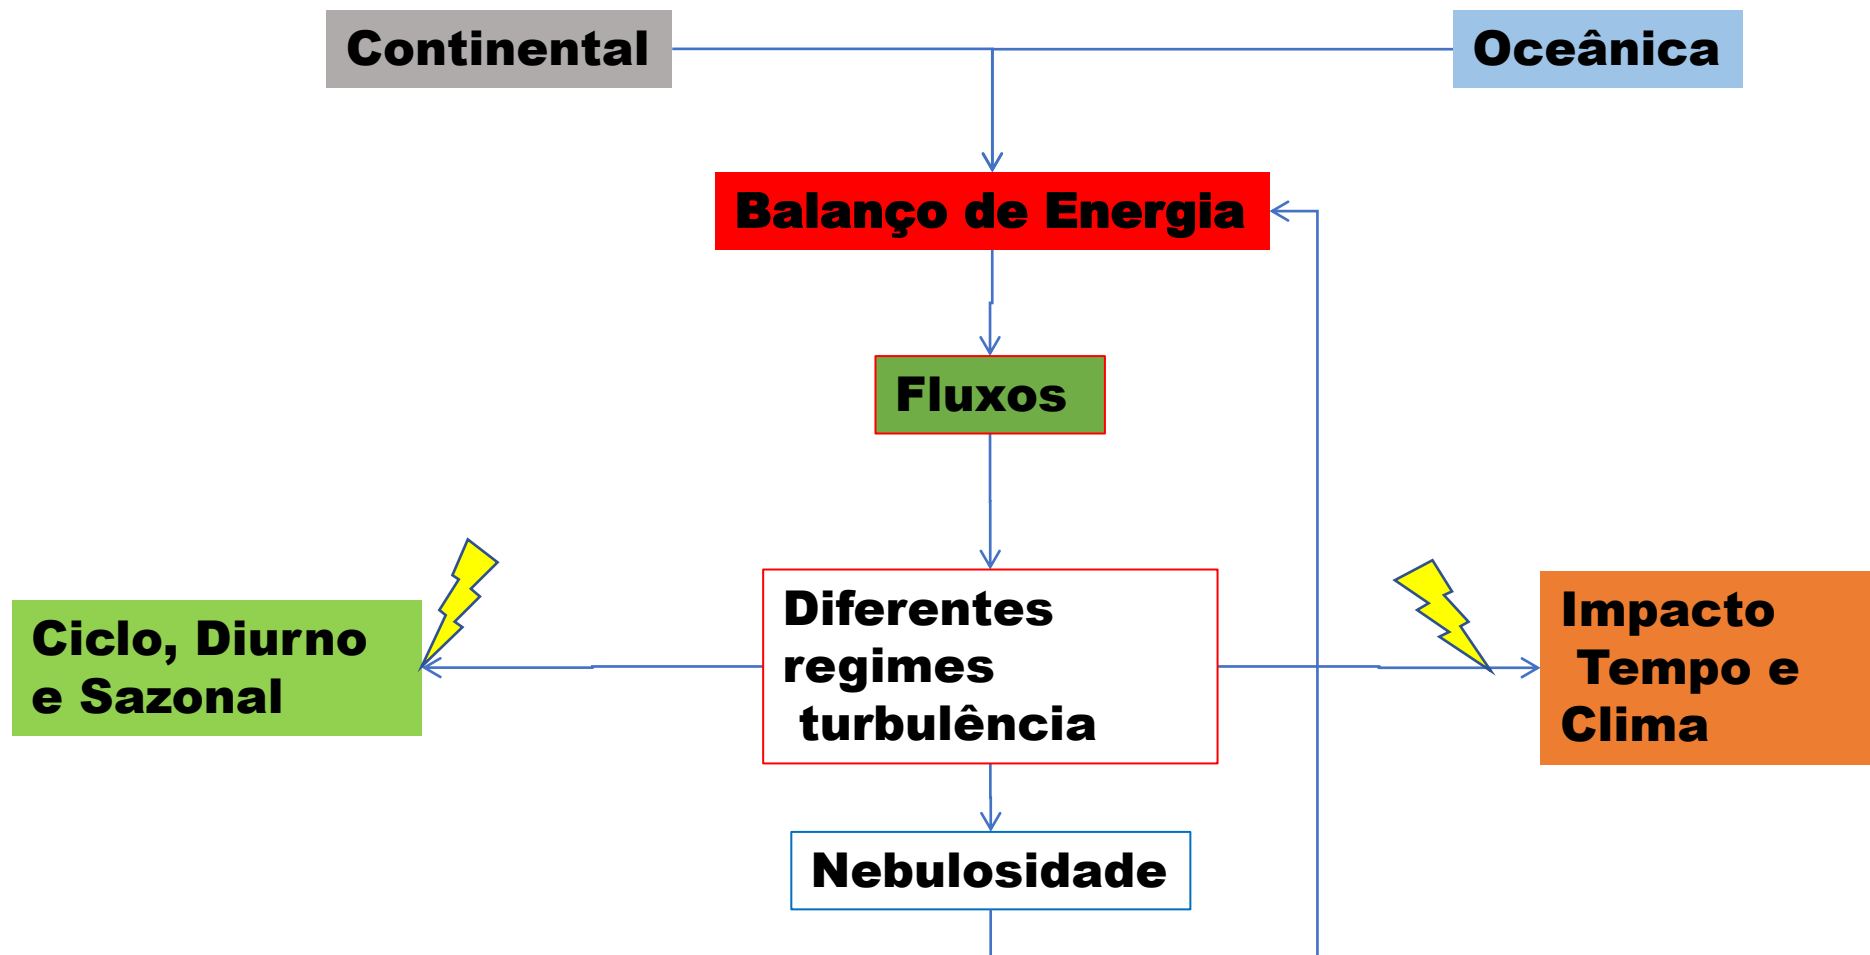 Continental
Oceânica
Balanço de Energia
Fluxos
Ciclo, Diurno
e Sazonal
Diferentes
regimes
turbulência
Impacto
Tempo e
Clima
Nebulosidade